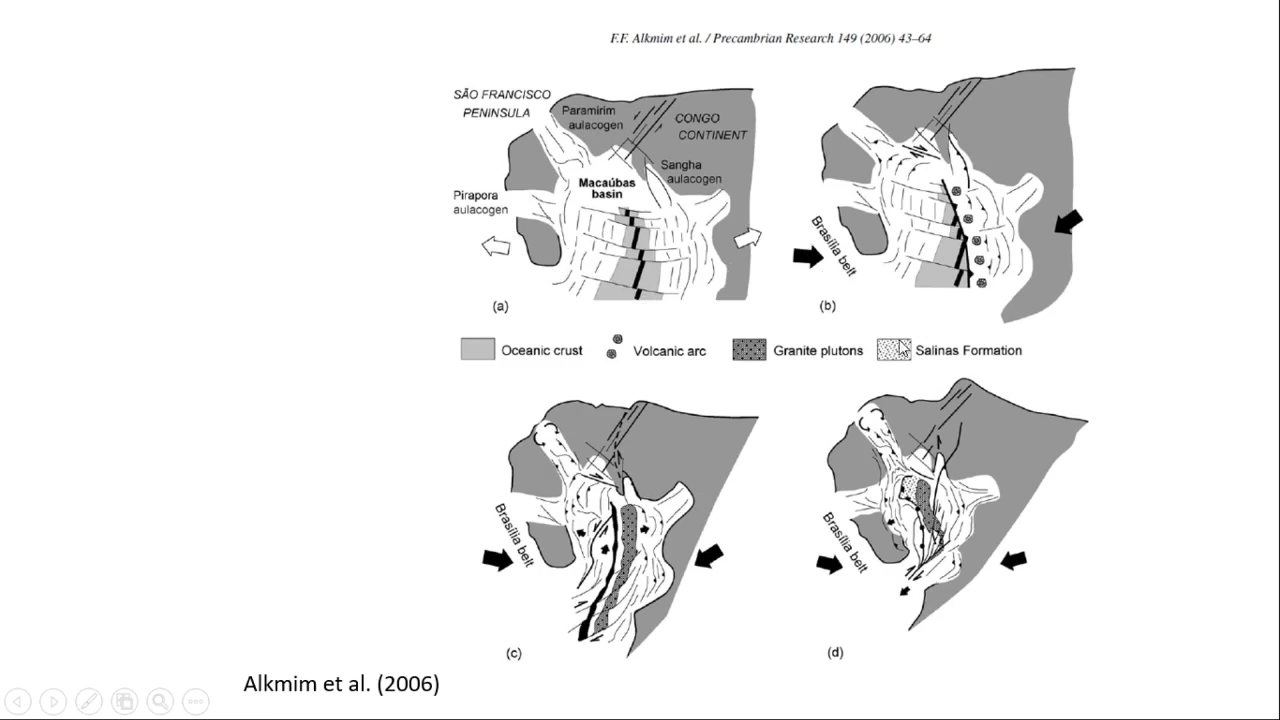 F.F. Alkmim et al. / Precambrian Research 149 (2006) 43–64
SÃO FRANCISCO
PENINSULA
Paramirim
aulacogen
CONGO
CONTINENT
Sangha
aulacogen
Macaúbas
basin
Pirapora
aulacogen
(a)
Brasília belt
(b)
Oceanic crust
Volcanic arc
Granite plutons
Salinas Formation
Brasília belt
(c)
Brasília belt
(d)
Alkmim et al. (2006)